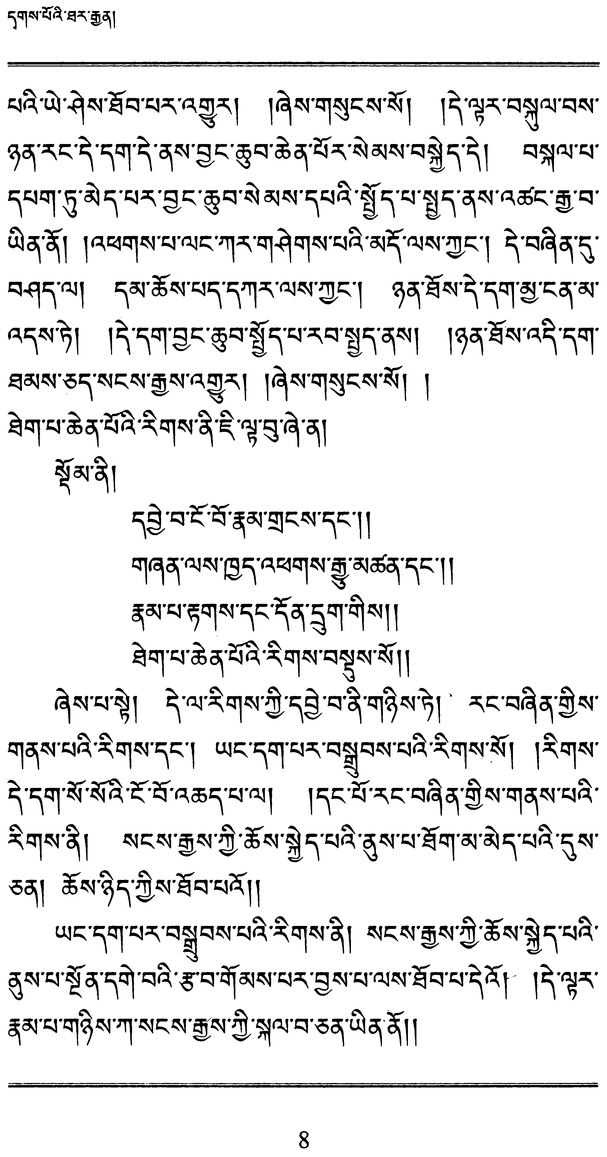 དྭགས་པོའི་ཐར་རྒྱན།
པའི་ཡེ་ཤེས་ཐོབ་པར་འགྱུར། །ཞེས་གསུངས་སོ། །དེ་ལྟར་བསྐུལ་བས་
ཉན་རང་དེ་དག་དེ་ནས་བྱང་ཆུབ་ཆེན་པོར་སེམས་བསྐྱེད་དེ། བསྐལ་པ་
དཔག་ཏུ་མེད་པར་བྱང་ཆུབ་སེམས་དཔའི་སྤྱོད་པ་སྤྱད་ནས་འཚང་རྒྱ་བ་
ཡིན་ནོ། །འཕགས་པ་ལང་ཀར་གཤེགས་པའི་མདོ་ལས་ཀྱང་། དེ་བཞིན་དུ་
བཤད་ལ། དམ་ཆོས་པད་དཀར་ལས་ཀྱང་། ཉན་ཐོས་དེ་དག་མྱ་ངན་མ་
འདས་ཏེ། །དེ་དག་བྱང་ཆུབ་སྤྱོད་པ་རབ་སྤྱད་ནས། །ཉན་ཐོས་འདི་དག་
ཐམས་ཅད་སངས་རྒྱས་འགྱུར། །ཞེས་གསུངས་སོ། །
ཐེག་པ་ཆེན་པོའི་རིགས་ནི་ཇི་ལྟ་བུ་ཞེ་ན།
སྡོམ་ནི།
དབྱེ་བ་ངོ་བོ་རྣམ་གྲངས་དང་།།
གཞན་ལས་ཁྱད་འཕགས་རྒྱུ་མཚན་དང་།།
རྣམ་པ་རྟགས་དང་དོན་དྲུག་གིས།།
ཐེག་པ་ཆེན་པོའི་རིགས་བསྡུས་སོ།།
ཞེས་པ་སྟེ། དེ་ལ་རིགས་ཀྱི་དབྱེ་བ་ནི་གཉིས་ཏེ། རང་བཞིན་གྱིས་
གནས་པའི་རིགས་དང་། ཡང་དག་པར་བསྒྲུབས་པའི་རིགས་སོ། །རིགས་
དེ་དག་སོ་སོའི་ངོ་བོ་འཆད་པ་ལ། །དང་པོ་རང་བཞིན་གྱིས་གནས་པའི་
རིགས་ནི། སངས་རྒྱས་ཀྱི་ཆོས་སྐྱེད་པའི་ནུས་པ་ཐོག་མ་མེད་པའི་དུས་
ཅན། ཆོས་ཉིད་ཀྱིས་ཐོབ་པའོ།།
ཡང་དག་པར་བསྒྲུབས་པའི་རིགས་ནི། སངས་རྒྱས་ཀྱི་ཆོས་སྐྱེད་པའི་
ནུས་པ་སྔོན་དགེ་བའི་རྩ་བ་གོམས་པར་བྱས་པ་ལས་ཐོབ་པ་དེའོ། །དེ་ལྟར་
རྣམ་པ་གཉིས་ཀ་སངས་རྒྱས་ཀྱི་སྐལ་བ་ཅན་ཡིན་ནོ།།
8